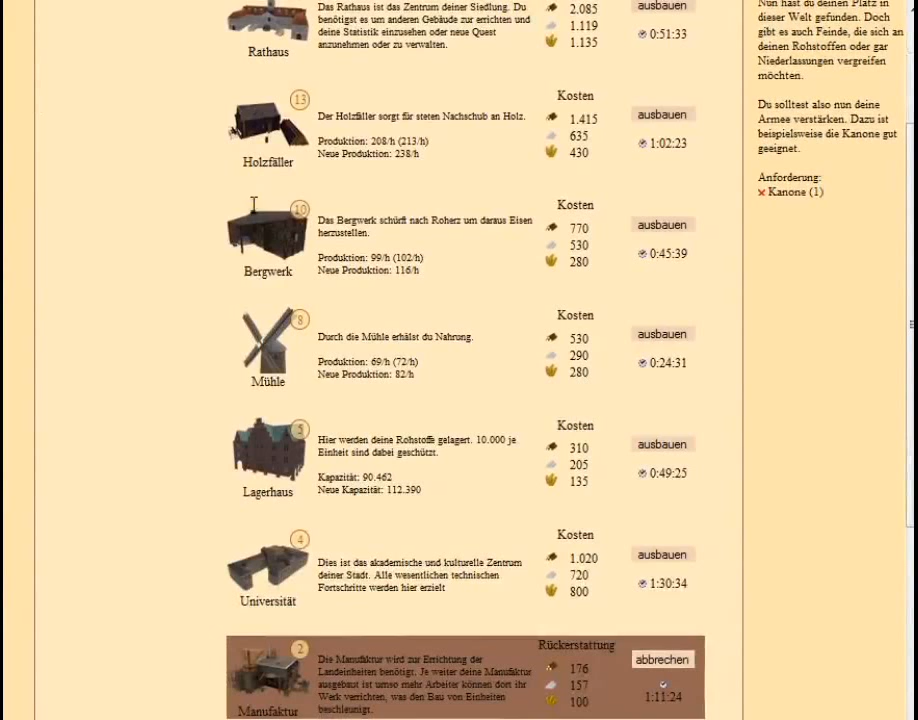 Das Rathaus ist das Zentrum deiner Siedlung. Du
benötigst es um anderen Gebäude zur errichten und
deine Statistik einzusehen oder neue Quest
anzunehmen oder zu verwalten.
Rathaus
2.085
1.119
1.135
ausbauen
0:51:33
13
Holzfäller
Der Holzfäller sorgt für steten Nachschub an Holz.
Produktion: 208/h (213/h)
Neue Produktion: 238/h
Kosten
1.415
635
430
ausbauen
1:02:23
10
Bergwerk
Das Bergwerk schürft nach Roherz um daraus Eisen
herzustellen.
Produktion: 99/h (102/h)
Neue Produktion: 116/h
Kosten
770
530
280
ausbauen
0:45:39
8
Mühle
Durch die Mühle erhälst du Nahrung.
Produktion: 69/h (72/h)
Neue Produktion: 82/h
Kosten
530
290
280
ausbauen
0:24:31
5
Lagerhaus
Hier werden deine Rohstoffe gelagert. 10.000 je
Einheit sind dabei geschützt.
Kapazität: 90.462
Neue Kapazität: 112.390
Kosten
310
205
135
ausbauen
0:49:25
4
Universität
Dies ist das akademische und kulturelle Zentrum
deiner Stadt. Alle wesentlichen technischen
Fortschritte werden hier erzielt
Kosten
1.020
720
800
ausbauen
1:30:34
2
Manufaktur
Die Manufaktur wird zur Errichtung der
Landeinheiten benötigt. Je weiter deine Manufaktur
ausgebaut ist umso mehr Arbeiter können dort ihr
Werk verrichten, was den Bau von Einheiten
beschleunigt.
Rückerstattung
176
157
100
abbrechen
1:11:24
Nun hast du deinen Platz in
dieser Welt gefunden. Doch
gibt es auch Feinde, die sich an
deinen Rohstoffen oder gar
Niederlassungen vergreifen
möchten.
Du solltest also nun deine
Armee verstärken. Dazu ist
beispielsweise die Kanone gut
geeignet.
Anforderung:
Kanone (1)